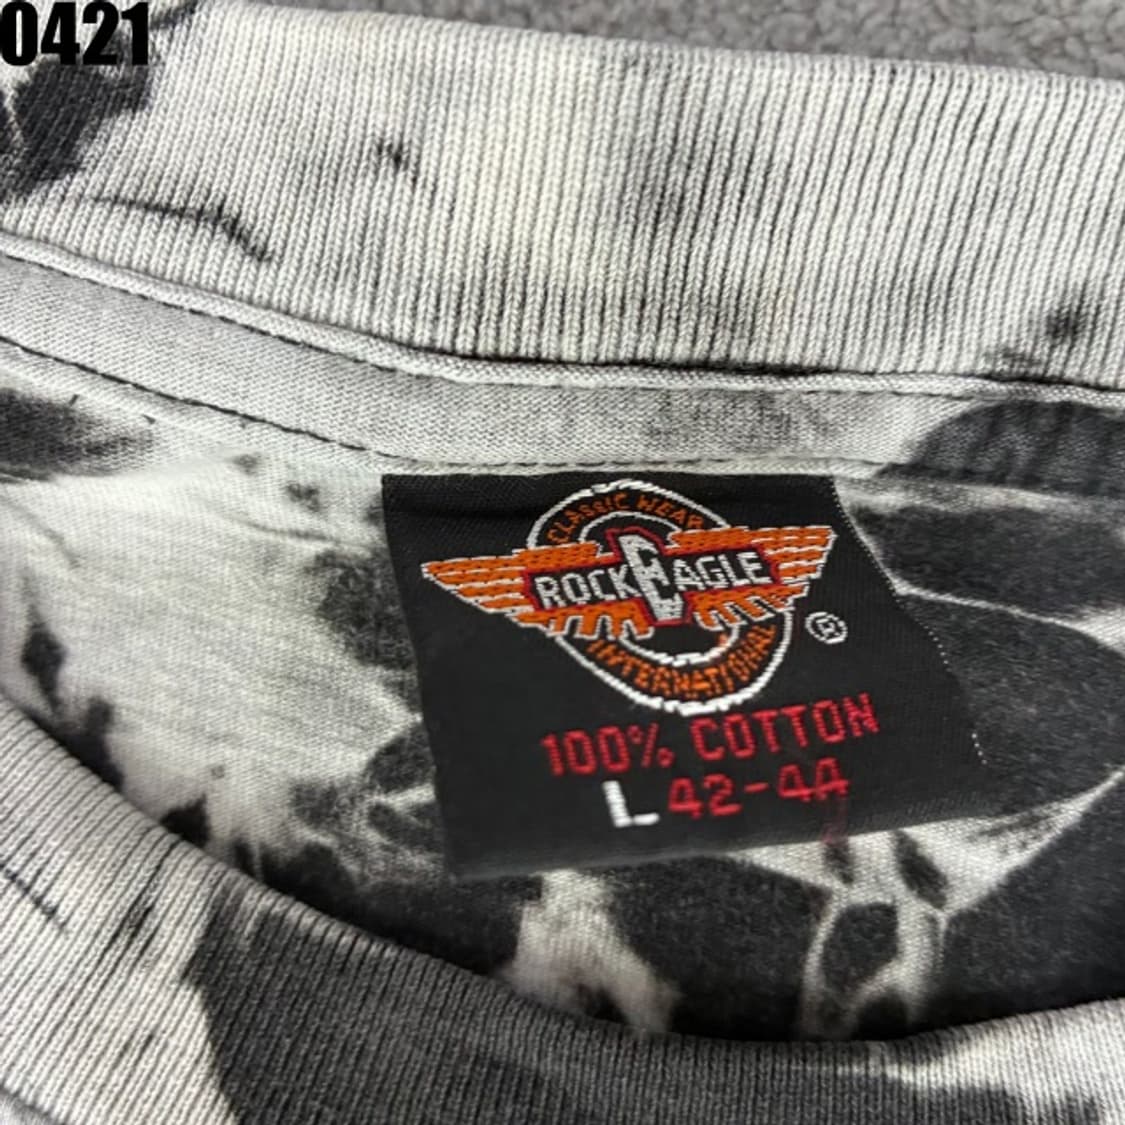 0421
CLASSIC WEAR
ROCK EAGLE
INTERNATIONAL
®
100% COTTON
L 42-44